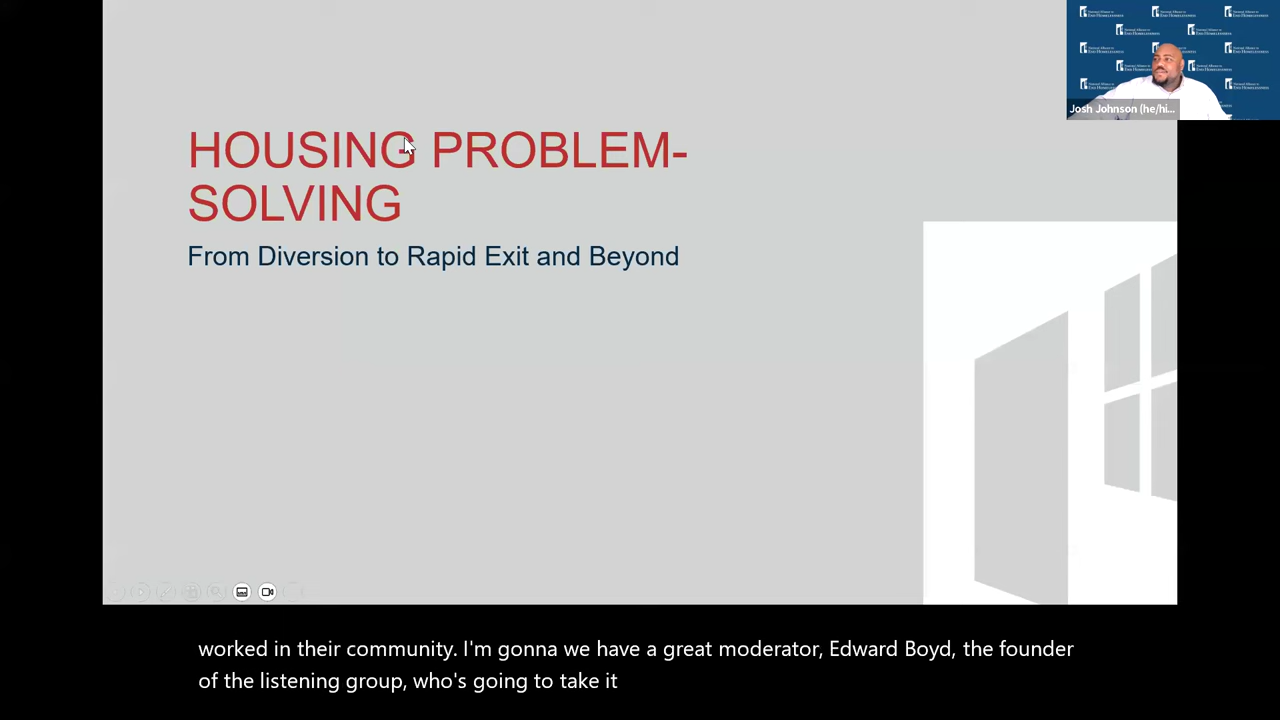 HOUSING PROBLEM-
SOLVING
From Diversion to Rapid Exit and Beyond
Josh Johnson (he/hi...
worked in their community. I'm gonna we have a great moderator, Edward Boyd, the founder
of the listening group, who's going to take it